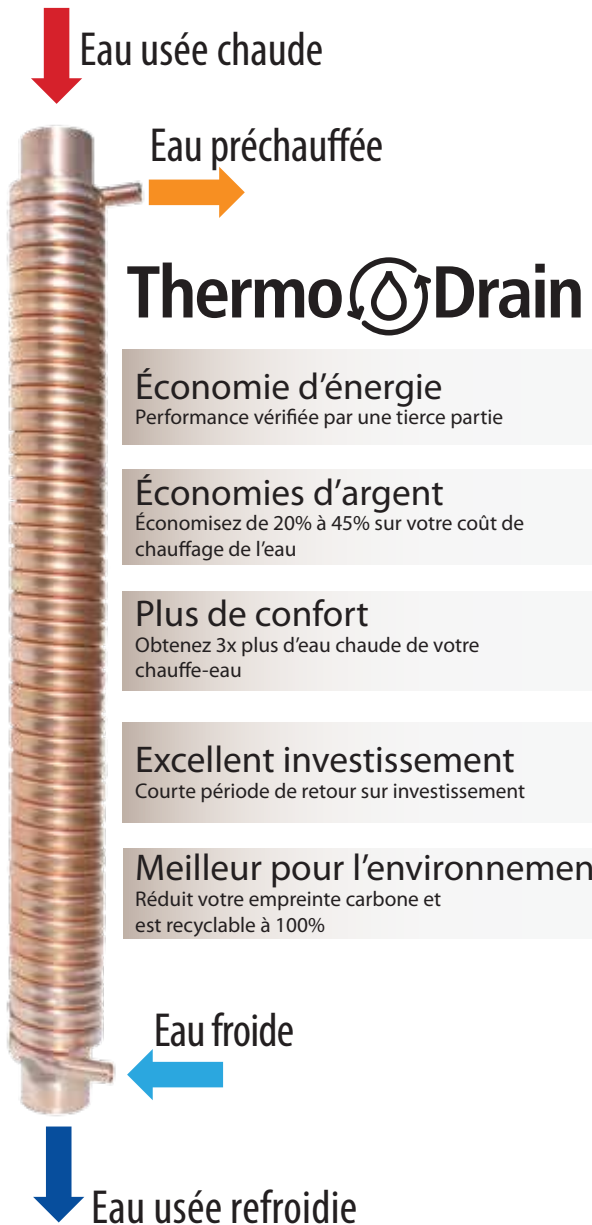 Eau usée chaude
Eau préchauffée
Thermo Drain
Économie d'énergie
Performance vérifiée par une tierce partie
Économies d'argent
Économisez de 20% à 45% sur votre coût de
chauffage de l'eau
Plus de confort
Obtenez 3x plus d'eau chaude de votre
chauffe-eau
Excellent investissement
Courte période de retour sur investissement
Meilleur pour l'environnemen
Réduit votre empreinte carbone et
est recyclable à 100%
Eau froide
Eau usée refroidie